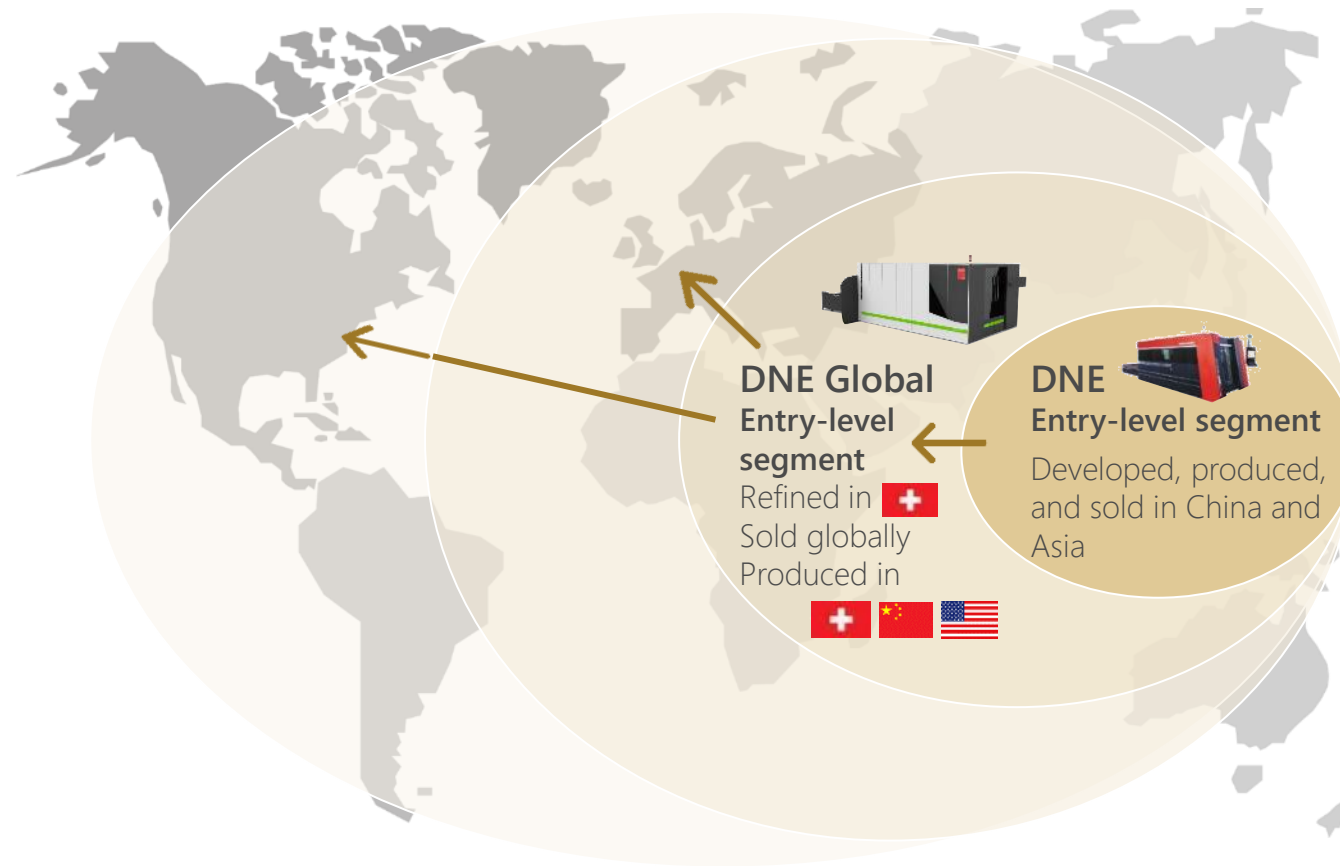 DNE Global
Entry-level
segment
Refined in
Sold globally
Produced in
DNE
Entry-level segment
Developed, produced,
and sold in China and
Asia